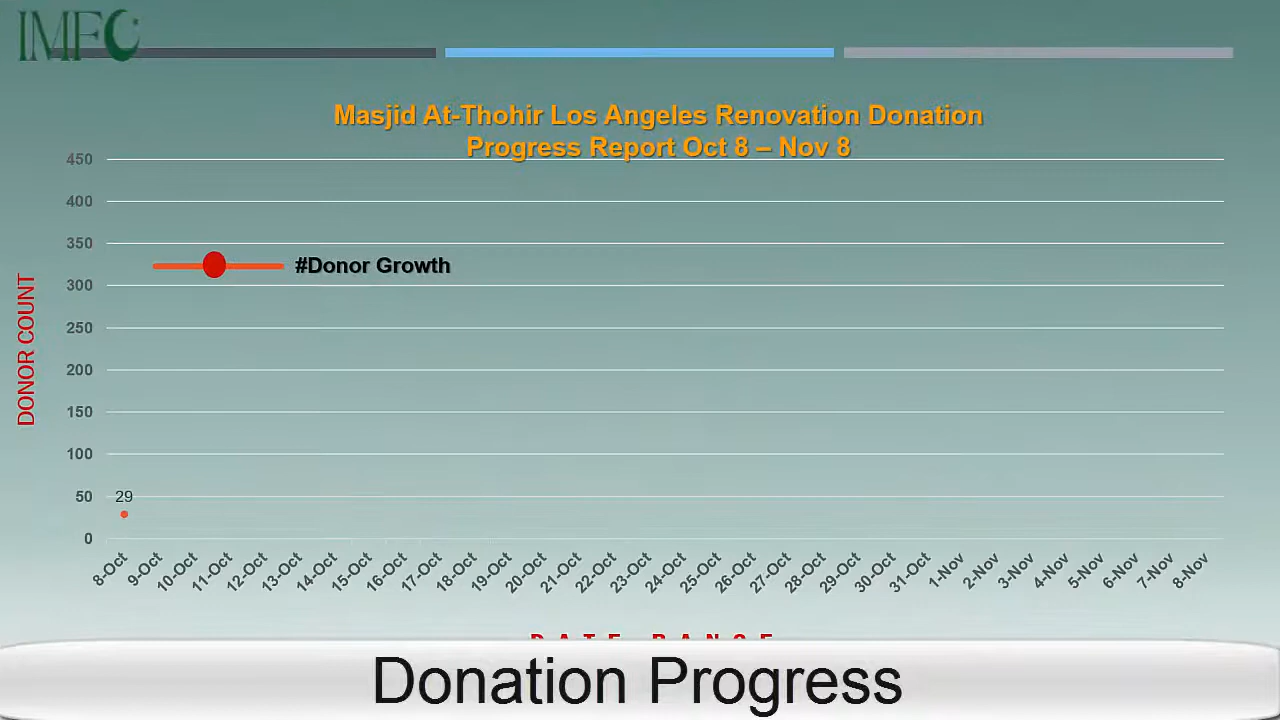 IMFC
Masjid At-Thohir Los Angeles Renovation Donation
Progress Report Oct 8 – Nov 8
450
400
350
300
250
200
150
100
50
0
DONOR COUNT
#Donor Growth
29
8-Oct
9-Oct
10-Oct
11-Oct
12-Oct
13-Oct
14-Oct
15-Oct
16-Oct
17-Oct
18-Oct
19-Oct
20-Oct
21-Oct
22-Oct
23-Oct
24-Oct
25-Oct
26-Oct
27-Oct
28-Oct
29-Oct
30-Oct
31-Oct
1-Nov
2-Nov
3-Nov
4-Nov
5-Nov
6-Nov
7-Nov
8-Nov
DATE RANGE
Donation Progress